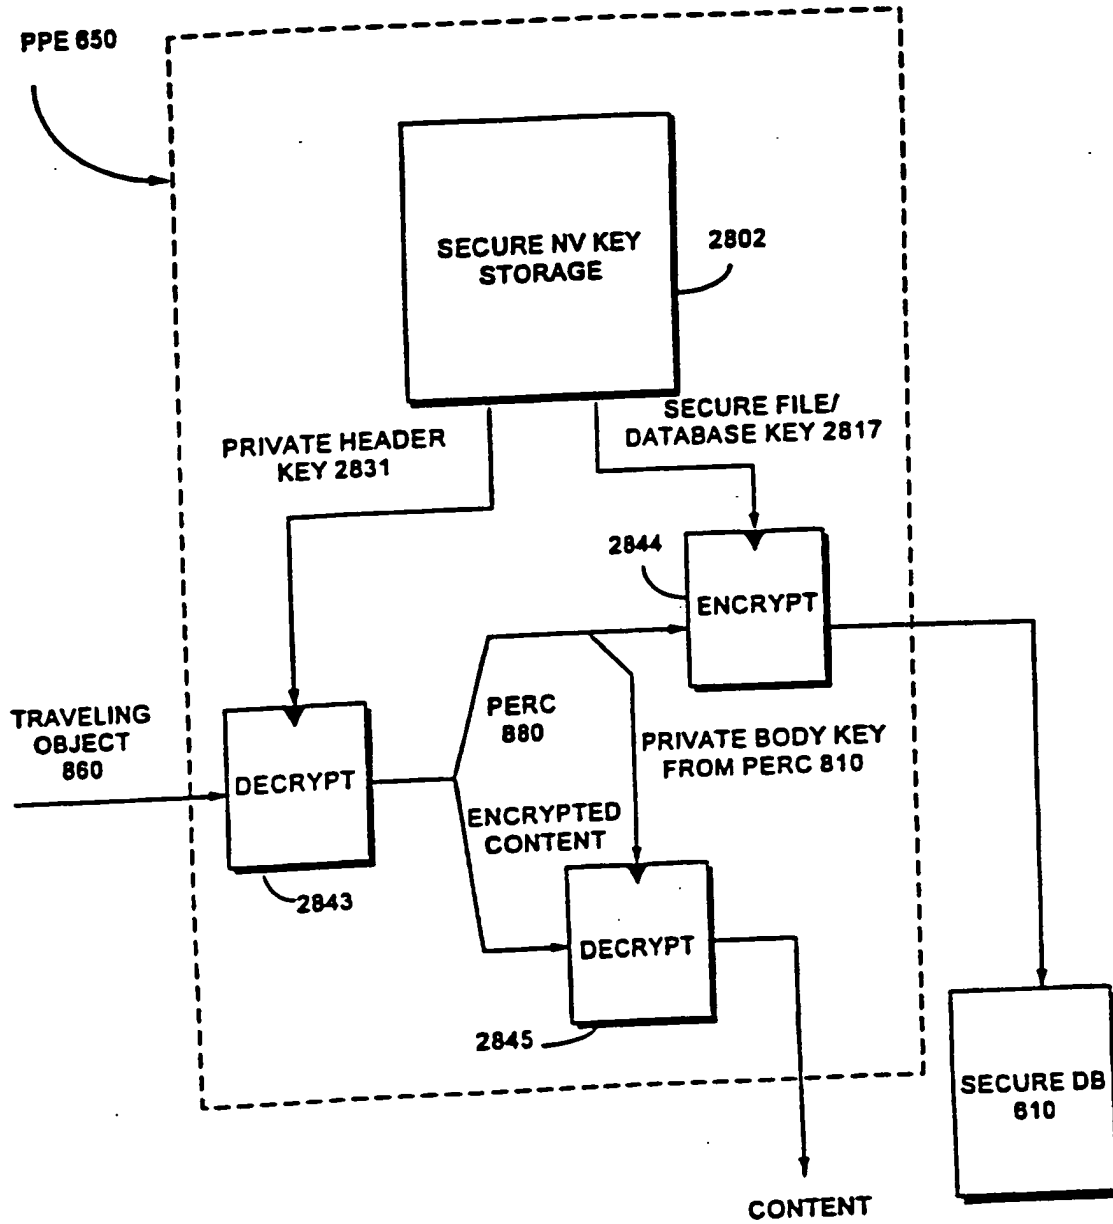 PPE 650
SECURE NV KEY
STORAGE
2802
PRIVATE HEADER
KEY 2831
SECURE FILE/
DATABASE KEY 2817
2844
ENCRYPT
TRAVELING
OBJECT
860
DECRYPT
2843
PERC
880
PRIVATE BODY KEY
FROM PERC 810
ENCRYPTED
CONTENT
DECRYPT
2845
SECURE DB
610
CONTENT